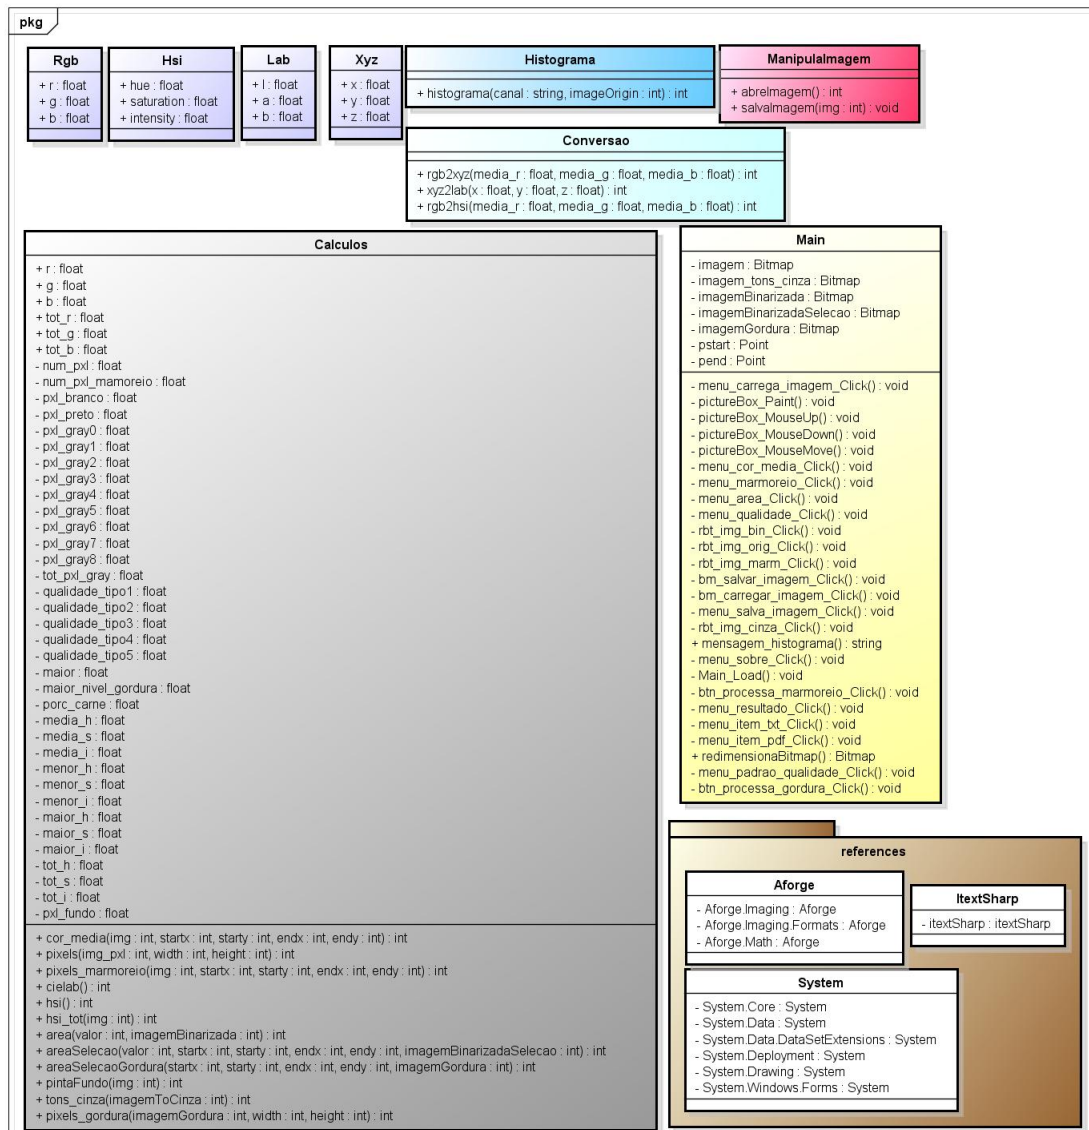 pkg
Rgb
+ r : float
+ g : float
+ b : float
Hsi
+ hue : float
+ saturation : float
+ intensity : float
Lab
+ l : float
+ a : float
+ b : float
Xyz
+ x : float
+ y : float
+ z : float
Histograma
+ histograma(canal : string, imageOrigin : int) : int
ManipulaImagem
+ abreImagem() : int
+ salvaImagem(img : int) : void
Conversao
+ rgb2xyz(media_r : float, media_g : float, media_b : float) : int
+ xyz2lab(x : float, y : float, z : float) : int
+ rgb2hsi(media_r : float, media_g : float, media_b : float) : int
Calculos
+ r : float
+ g : float
+ b : float
+ tot_r : float
+ tot_g : float
+ tot_b : float
- num_pxl : float
- num_pxl_mamoreio : float
- pxl_branco : float
- pxl_preto : float
- pxl_gray0 : float
- pxl_gray1 : float
- pxl_gray2 : float
- pxl_gray3 : float
- pxl_gray4 : float
- pxl_gray5 : float
- pxl_gray6 : float
- pxl_gray7 : float
- pxl_gray8 : float
- tot_pxl_gray : float
- qualidade_tipo1 : float
- qualidade_tipo2 : float
- qualidade_tipo3 : float
- qualidade_tipo4 : float
- qualidade_tipo5 : float
- maior : float
- maior_nivel_gordura : float
- porc_carne : float
- media_h : float
- media_s : float
- media_i : float
- menor_h : float
- menor_s : float
- menor_i : float
- maior_h : float
- maior_s : float
- maior_i : float
- tot_h : float
- tot_s : float
- tot_i : float
- pxl_fundo : float
+ cor_media(img : int, startx : int, starty : int, endx : int, endy : int) : int
+ pixels(img_pxl : int, width : int, height : int) : int
+ pixels_marmoreio(img : int, startx : int, starty : int, endx : int, endy : int) : int
+ cielab() : int
+ hsi() : int
+ hsi_tot(img : int) : int
+ area(valor : int, imagemBinarizada : int) : int
+ areaSelecao(valor : int, startx : int, starty : int, endx : int, endy : int, imagemBinarizadaSelecao : int) : int
+ areaSelecaoGordura(startx : int, starty : int, endx : int, endy : int, imagemGordura : int) : int
+ pintaFundo(img : int) : int
+ tons_cinza(imagemToCinza : int) : int
+ pixels_gordura(imagemGordura : int, width : int, height : int) : int
Main
- imagem : Bitmap
- imagem_tons_cinza : Bitmap
- imagemBinarizada : Bitmap
- imagemBinarizadaSelecao : Bitmap
- imagemGordura : Bitmap
- pstart : Point
- pend : Point
- menu_carrega_imagem_Click() : void
- pictureBox_Paint() : void
- pictureBox_MouseUp() : void
- pictureBox_MouseDown() : void
- pictureBox_MouseMove() : void
- menu_cor_media_Click() : void
- menu_marmoreio_Click() : void
- menu_area_Click() : void
- menu_qualidade_Click() : void
- rbt_img_bin_Click() : void
- rbt_img_orig_Click() : void
- rbt_img_marm_Click() : void
- bm_salvar_imagem_Click() : void
- bm_carregar_imagem_Click() : void
- menu_salva_imagem_Click() : void
- rbt_img_cinza_Click() : void
+ mensagem_histograma() : string
- menu_sobre_Click() : void
- Main_Load() : void
- btn_processa_marmoreio_Click() : void
- menu_resultado_Click() : void
- menu_item_txt_Click() : void
- menu_item_pdf_Click() : void
+ redimensionaBitmap() : Bitmap
- menu_padrao_qualidade_Click() : void
- btn_processa_gordura_Click() : void
references
Aforge
- Aforge.Imaging : Aforge
- Aforge.Imaging.Formats : Aforge
- Aforge.Math : Aforge
ItextSharp
- itextSharp : itextSharp
System
- System.Core : System
- System.Data : System
- System.Data.DataSetExtensions : System
- System.Deployment : System
- System.Drawing : System
- System.Windows.Forms : System